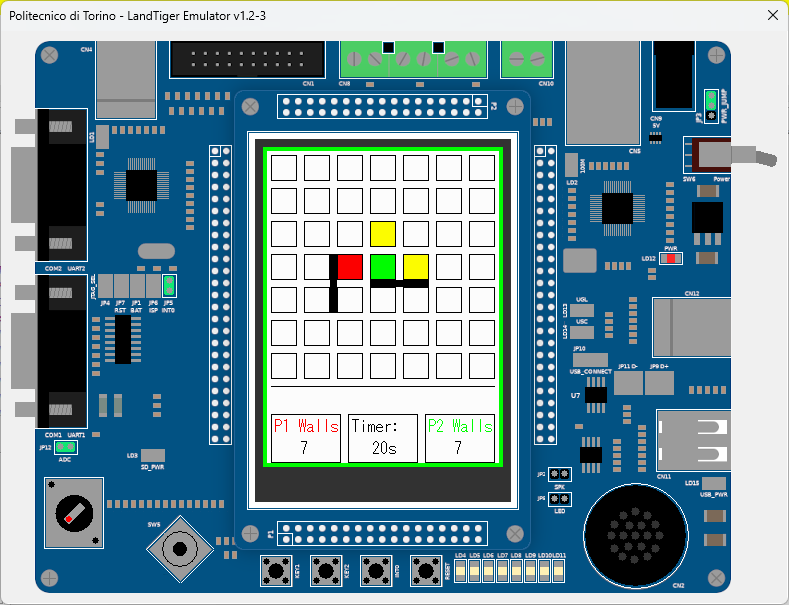 Politecnico di Torino - LandTiger Emulator v1.2-3
CN4
CN1
CN8
CN10
P2
CN9
5V
JP3
PWR_JUMP
CN5
LD1
LD2
100M
SW6
Power
PWR
LD12
COM2
UART2
JTAG_SEL
JP4
JP7
JP1
JP6
JP5
RST
BAT
ISP
INT0
UGL
LD13
USC
LD14
CN12
JP10
USB_CONNECT
JP11 D-
JP9 D+
U7
P1 Walls
7
Timer:
20s
P2 Walls
7
COM1
UART1
JP12
ADC
LD3
SD_PWR
JP2
SPK
LED
CN11
LD15
USB_PWR
SW5
P1
KEY1
KEY2
INT0
RESET
LD4 LD5 LD6 LD7 LD8 LD9 LD10 LD11
CN2